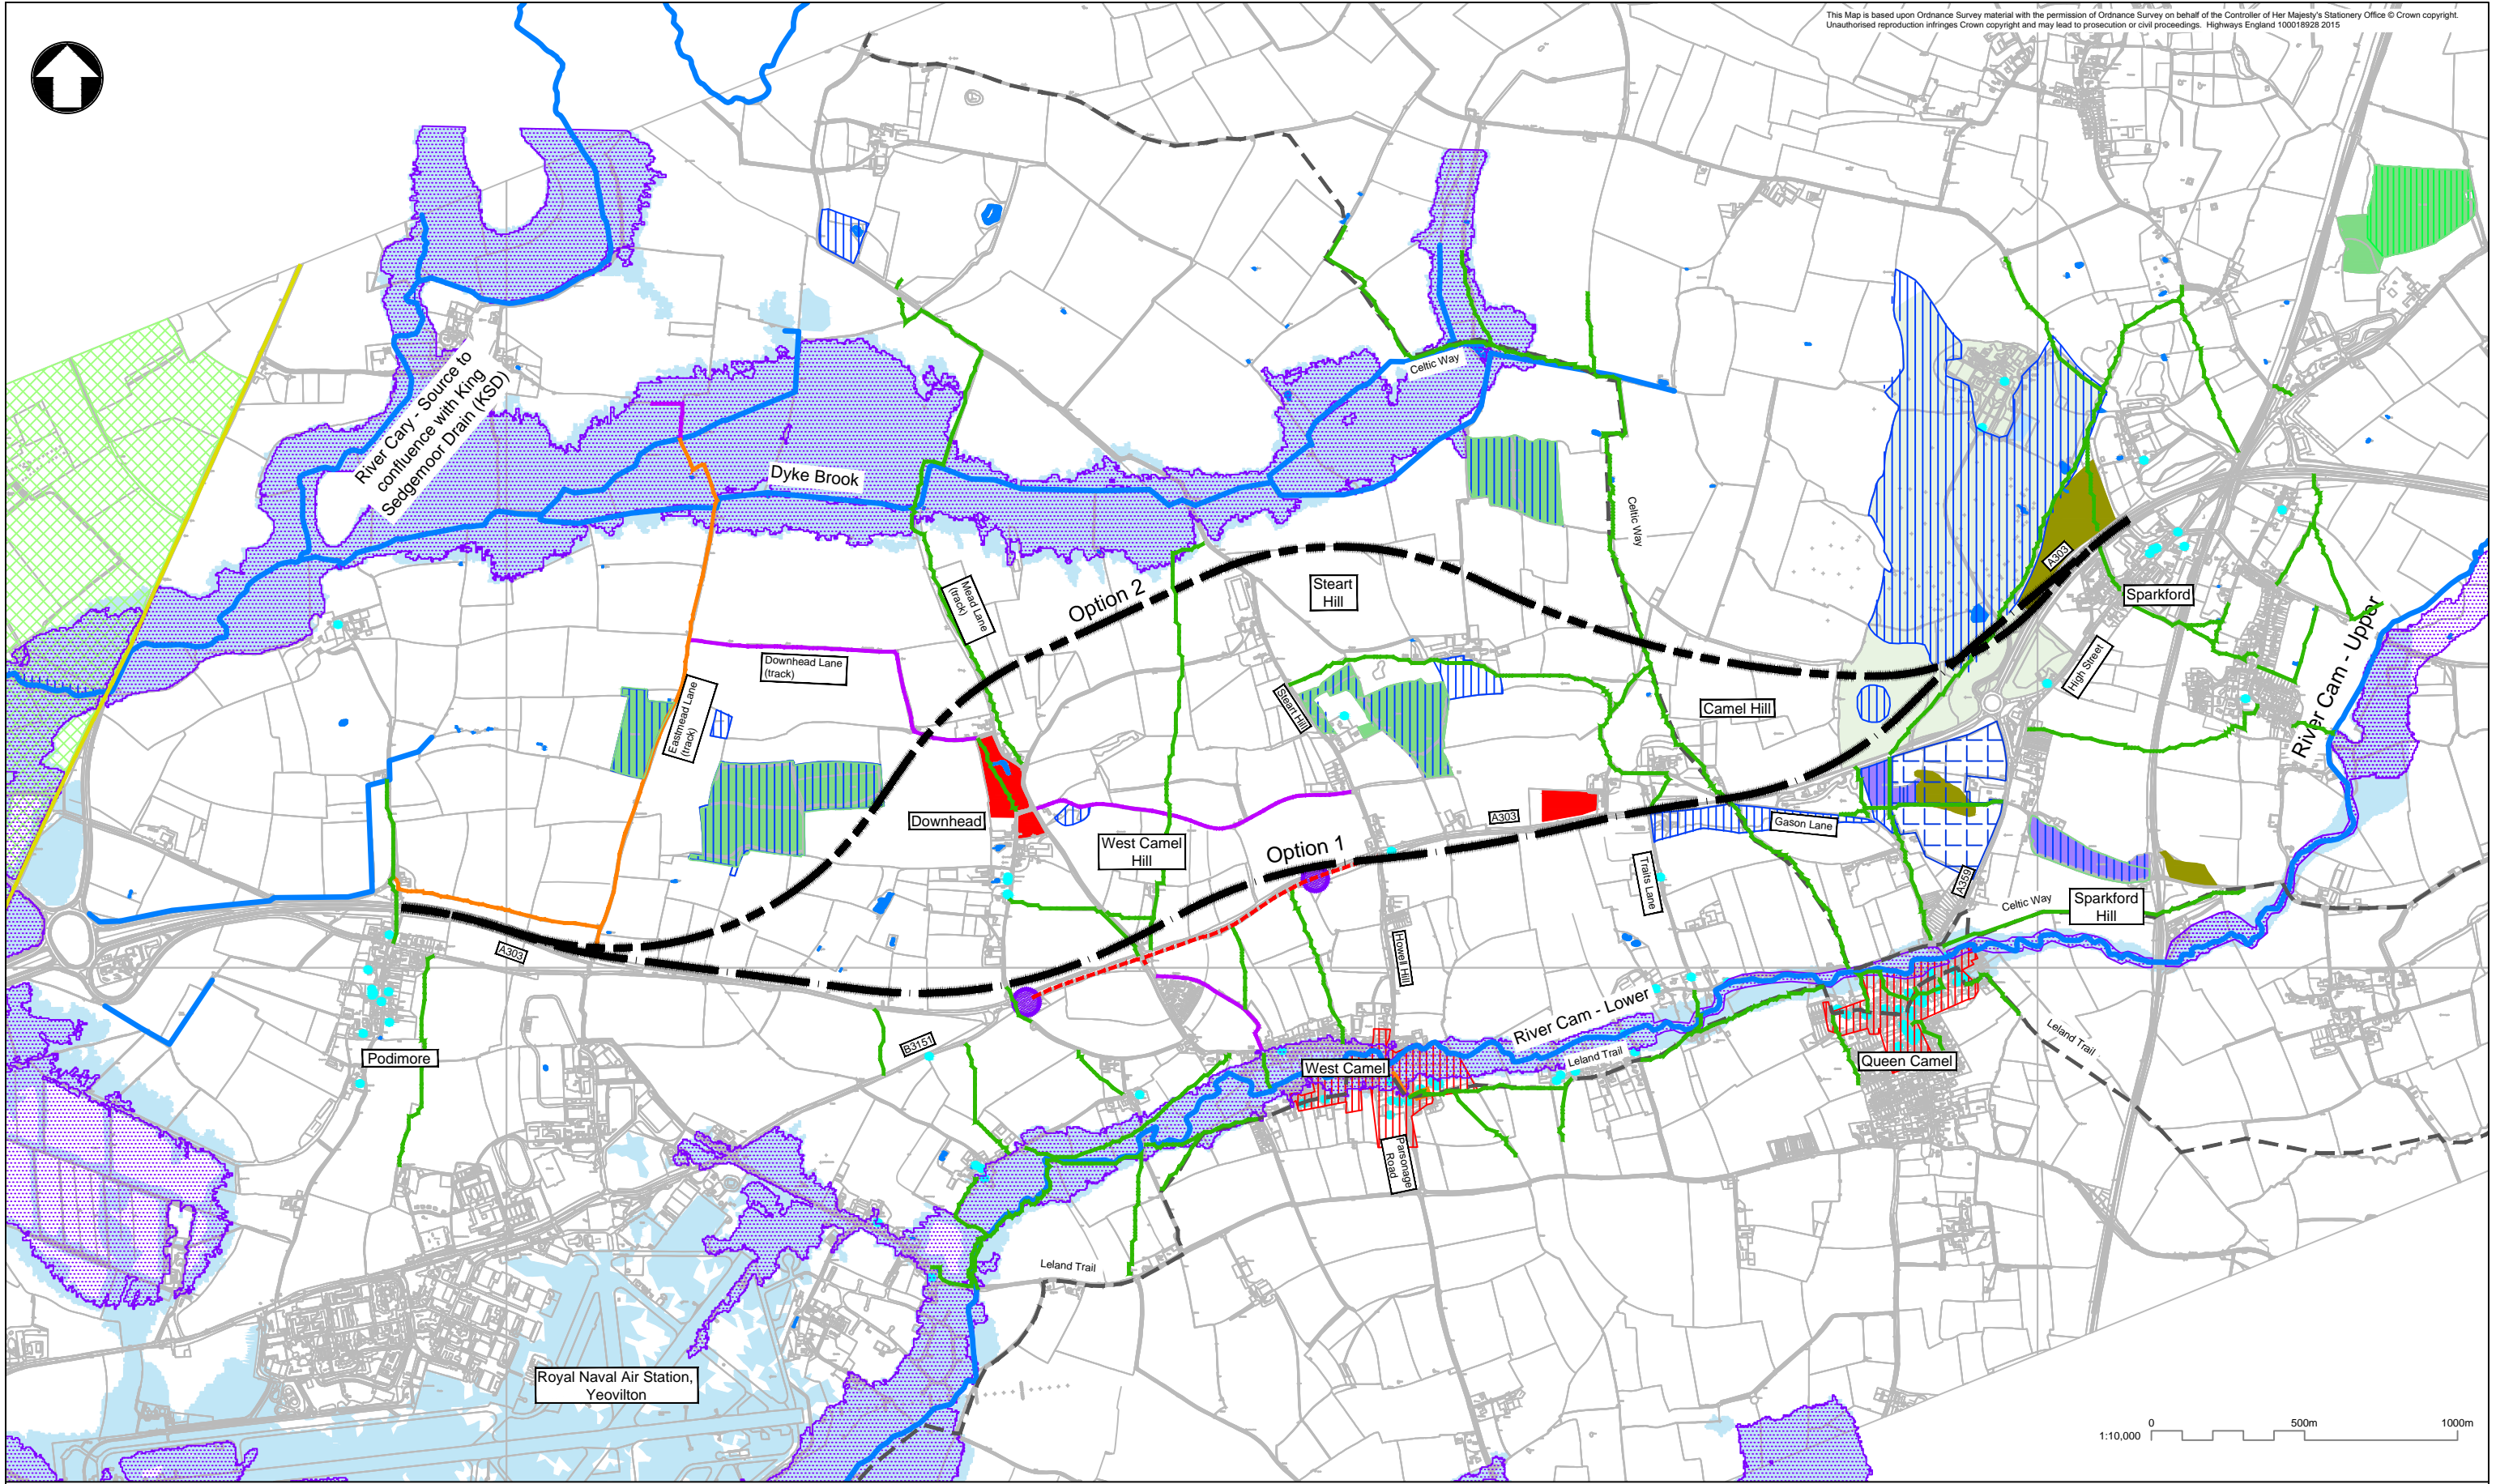 This Map is based upon Ordnance Survey material with the permission of Ordnance Survey on behalf of the Controller of Her Majesty's Stationery Office © Crown copyright.
Unauthorised reproduction infringes Crown copyright and may lead to prosecution or civil proceedings. Highways England 100018928 2015
River Cary - Source to
confluence with King
Sedgemoor Drain (KSD)
Celtic Way
Dyke Brook
Celtic Way
A303
Option 2
Steart
Hill
Mead Lane
(track)
Sparkford
Downhead Lane
(track)
High Street
River Cam - Uppor
Eastmead Lane
(track)
Steart Hill
Camel Hill
Downhead
A303
Gason Lane
West Camel
Hill
Option 1
Traits Lane
A359
Celtic Way
Sparkford
Hill
A303
Howell Hill
River Cam - Lower
Leland Trail
B3151
Podimore
West Camel
Leland Trail
Queen Camel
Parsonage
Road
Leland Trail
Royal Naval Air Station,
Yeovilton
0 500m 1000m
1:10,000